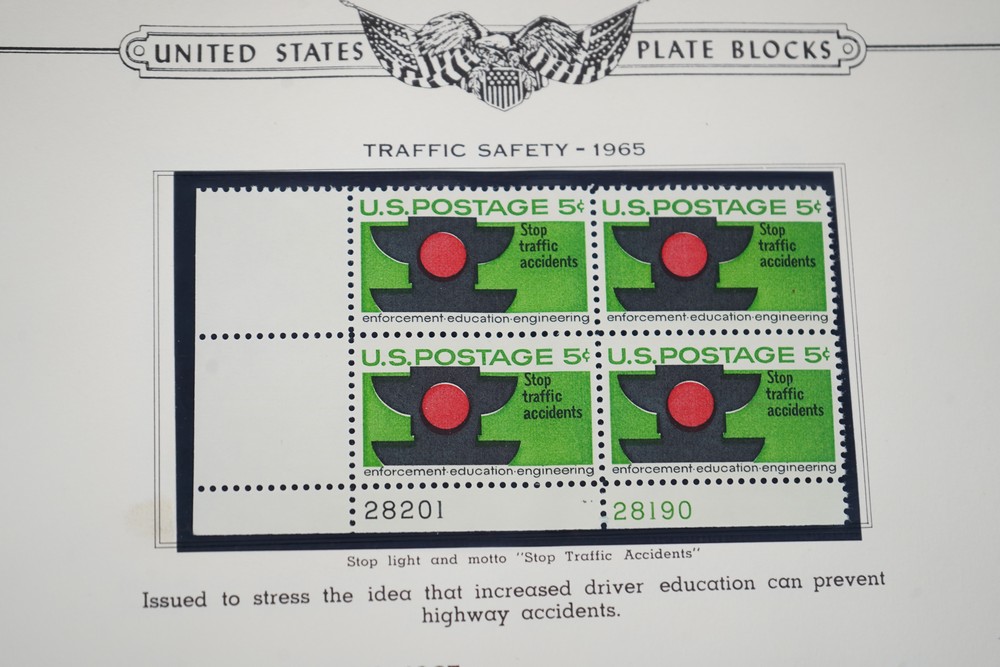 UNITED STATES PLATE BLOCKS
TRAFFIC SAFETY - 1965
U.S. POSTAGE 5¢
Stop
traffic
accidents
enforcement·education·engineering
U.S. POSTAGE 5¢
Stop
traffic
accidents
enforcement·education·engineering
U.S. POSTAGE 5¢
Stop
traffic
accidents
enforcement·education·engineering
U.S. POSTAGE 5¢
Stop
traffic
accidents
enforcement·education·engineering
28201
28190
Stop light and motto "Stop Traffic Accidents"
Issued to stress the idea that increased driver education can prevent
highway accidents.